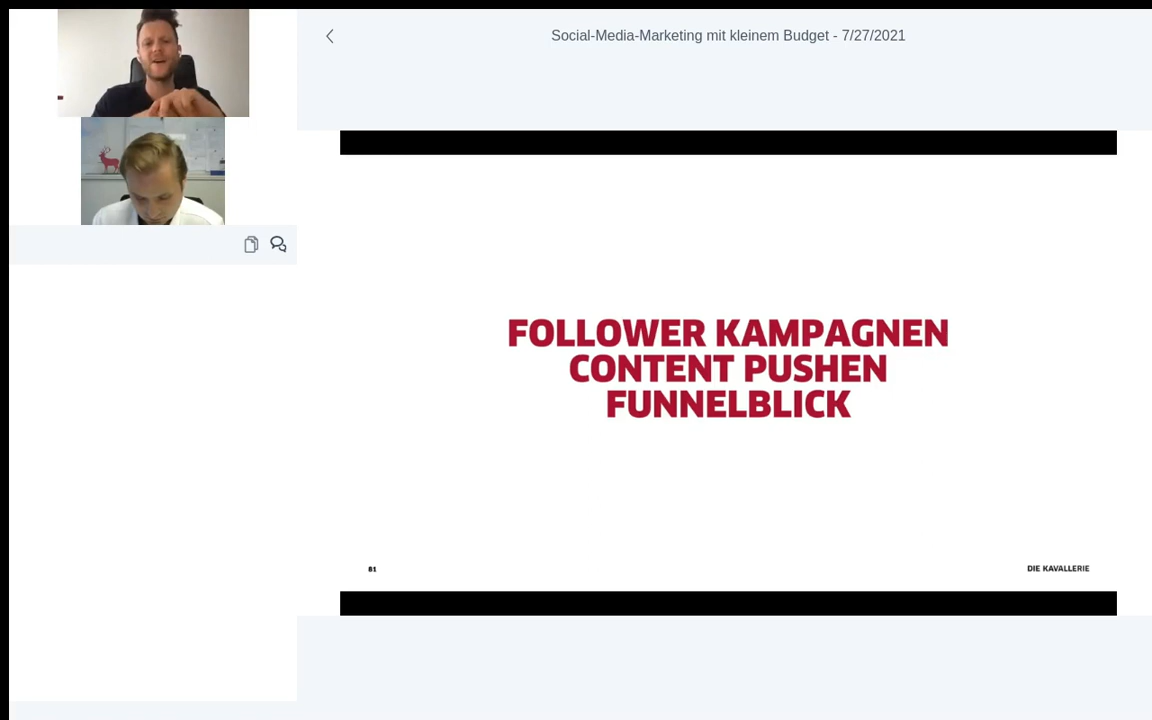 Social-Media-Marketing mit kleinem Budget - 7/27/2021
FOLLOWER KAMPAGNEN
CONTENT PUSHEN
FUNNELBLICK
81
DIE KAVALLERIE